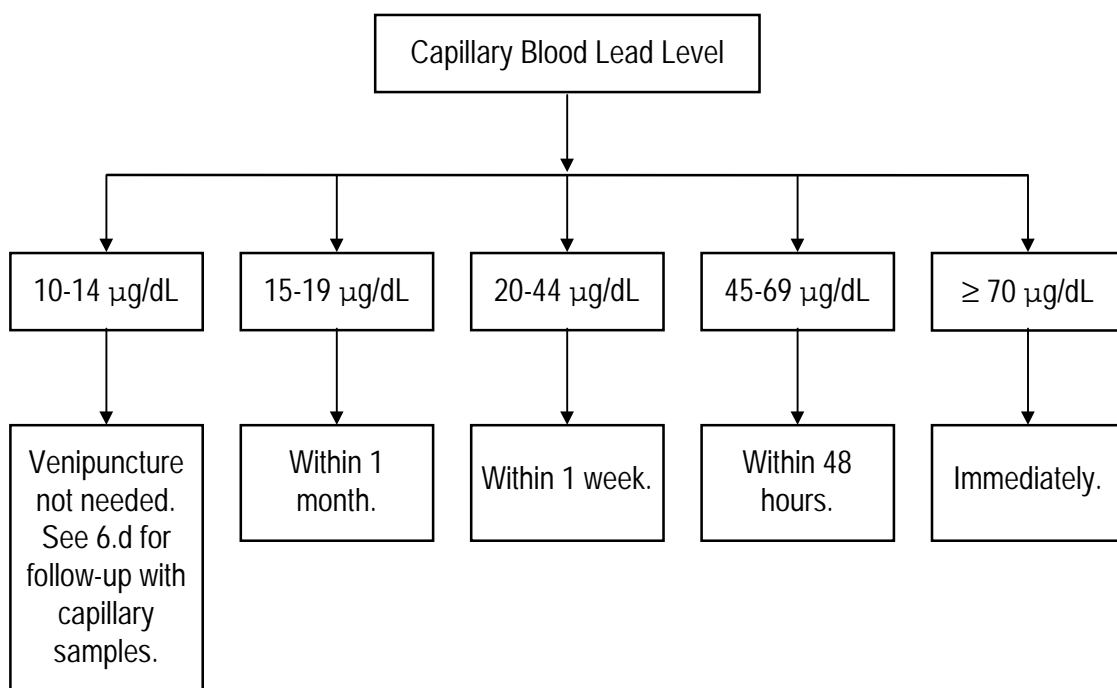 Capillary Blood Lead Level
10-14 μg/dL
15-19 μg/dL
20-44 μg/dL
45-69 μg/dL
≥ 70 μg/dL
Venipuncture
not needed.
See 6.d for
follow-up with
capillary
samples.
Within 1
month.
Within 1 week.
Within 48
hours.
Immediately.